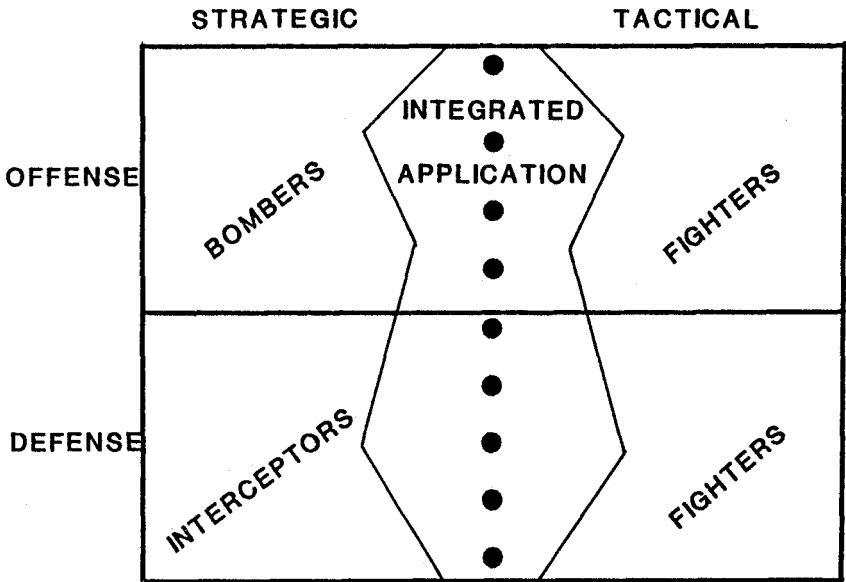 STRATEGIC
TACTICAL
INTEGRATED
APPLICATION
OFFENSE
BOMBERS
FIGHTERS
DEFENSE
INTERCEPTORS
FIGHTERS